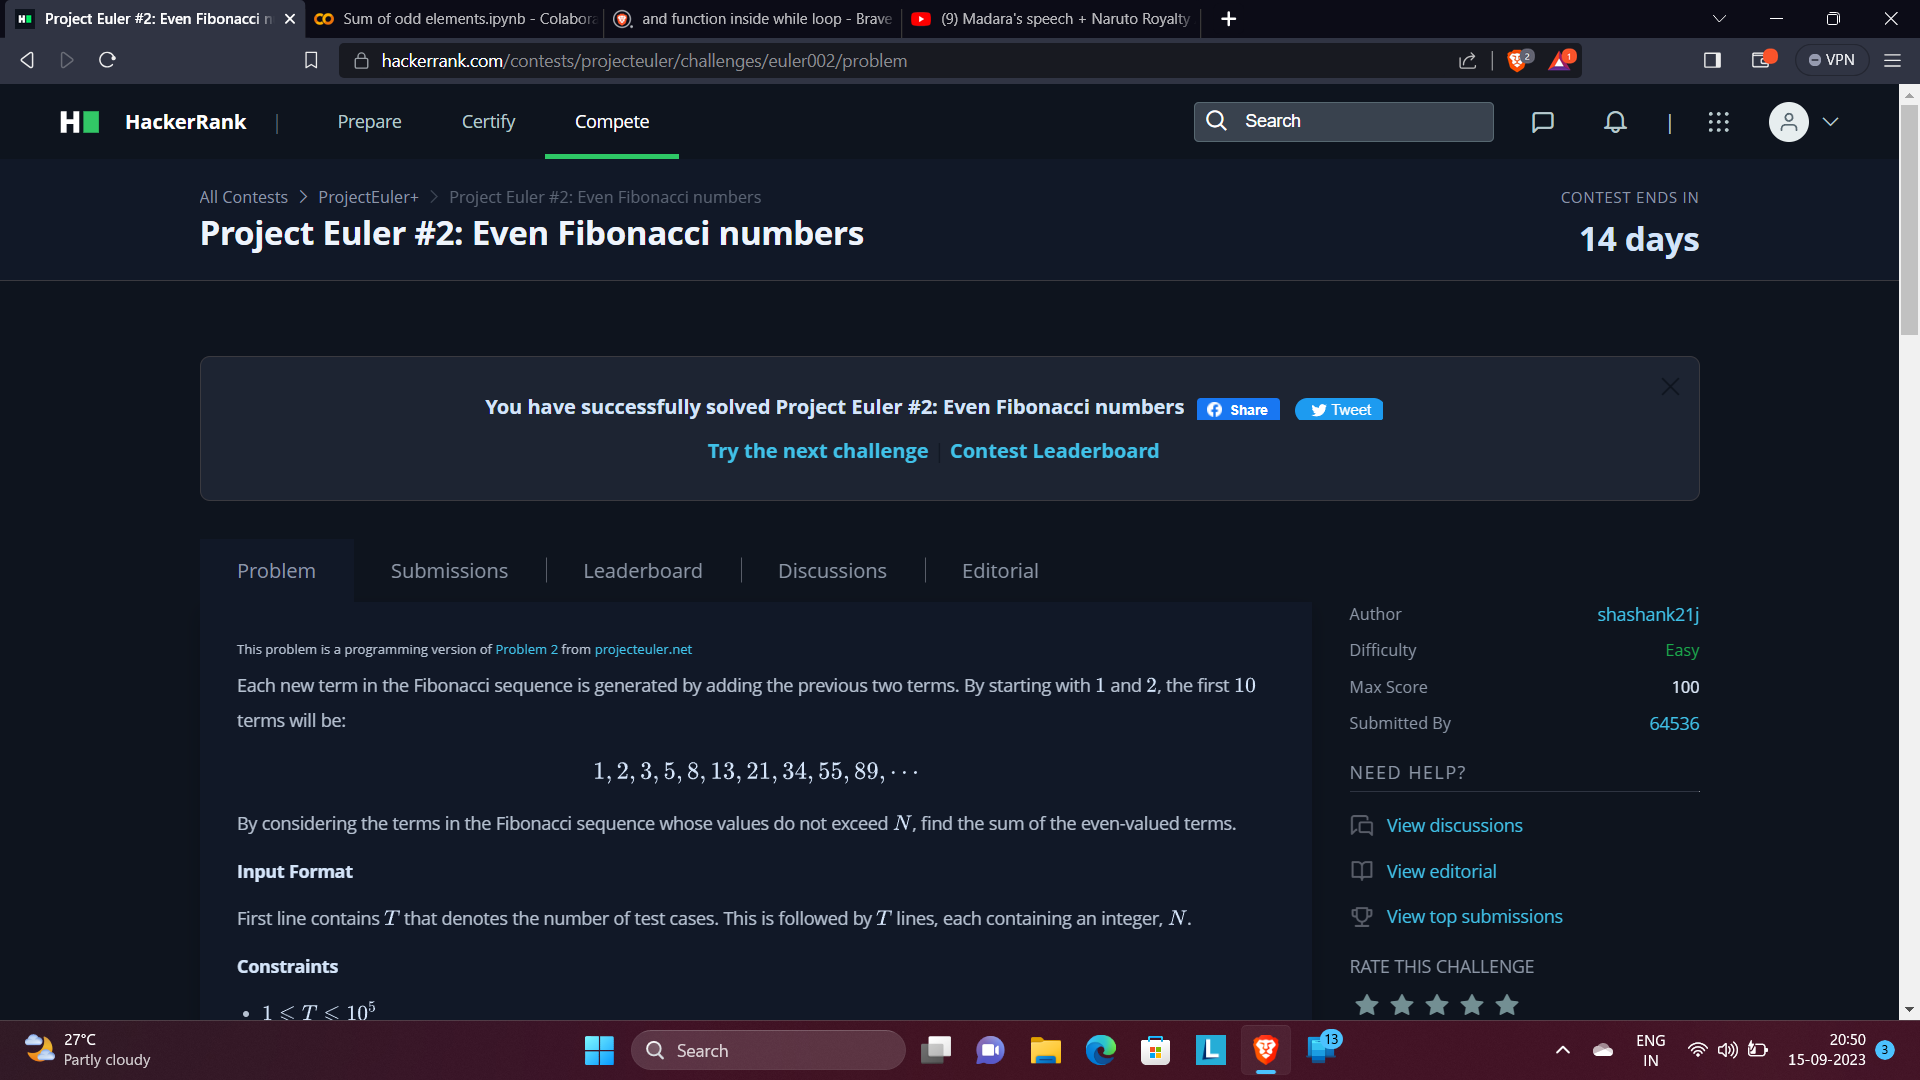 Project Euler #2: Even Fibonacci n
Sum of odd elements.ipynb - Colabora
and function inside while loop - Brave
(9) Madara's speech + Naruto Royalty
hackerrank.com/contests/projecteuler/challenges/euler002/problem
2
1
VPN
H
HackerRank
|
Prepare
Certify
Compete
Search
|
All Contests > ProjectEuler+ > Project Euler #2: Even Fibonacci numbers
CONTEST ENDS IN
Project Euler #2: Even Fibonacci numbers
14 days
You have successfully solved Project Euler #2: Even Fibonacci numbers
Share
Tweet
Try the next challenge | Contest Leaderboard
Problem
Submissions
Leaderboard
Discussions
Editorial
This problem is a programming version of Problem 2 from projecteuler.net
Each new term in the Fibonacci sequence is generated by adding the previous two terms. By starting with 1 and 2, the first 10
terms will be:
1, 2, 3, 5, 8, 13, 21, 34, 55, 89, ⋯
By considering the terms in the Fibonacci sequence whose values do not exceed N, find the sum of the even-valued terms.
Input Format
First line contains T that denotes the number of test cases. This is followed by T lines, each containing an integer, N.
Constraints
• 1 ≤ T ≤ 10⁵
Author shashank21j
Difficulty Easy
Max Score 100
Submitted By 64536
NEED HELP?
View discussions
View editorial
View top submissions
RATE THIS CHALLENGE
27°C
Partly cloudy
Search
L
13
ENG
IN
20:50
15-09-2023
3